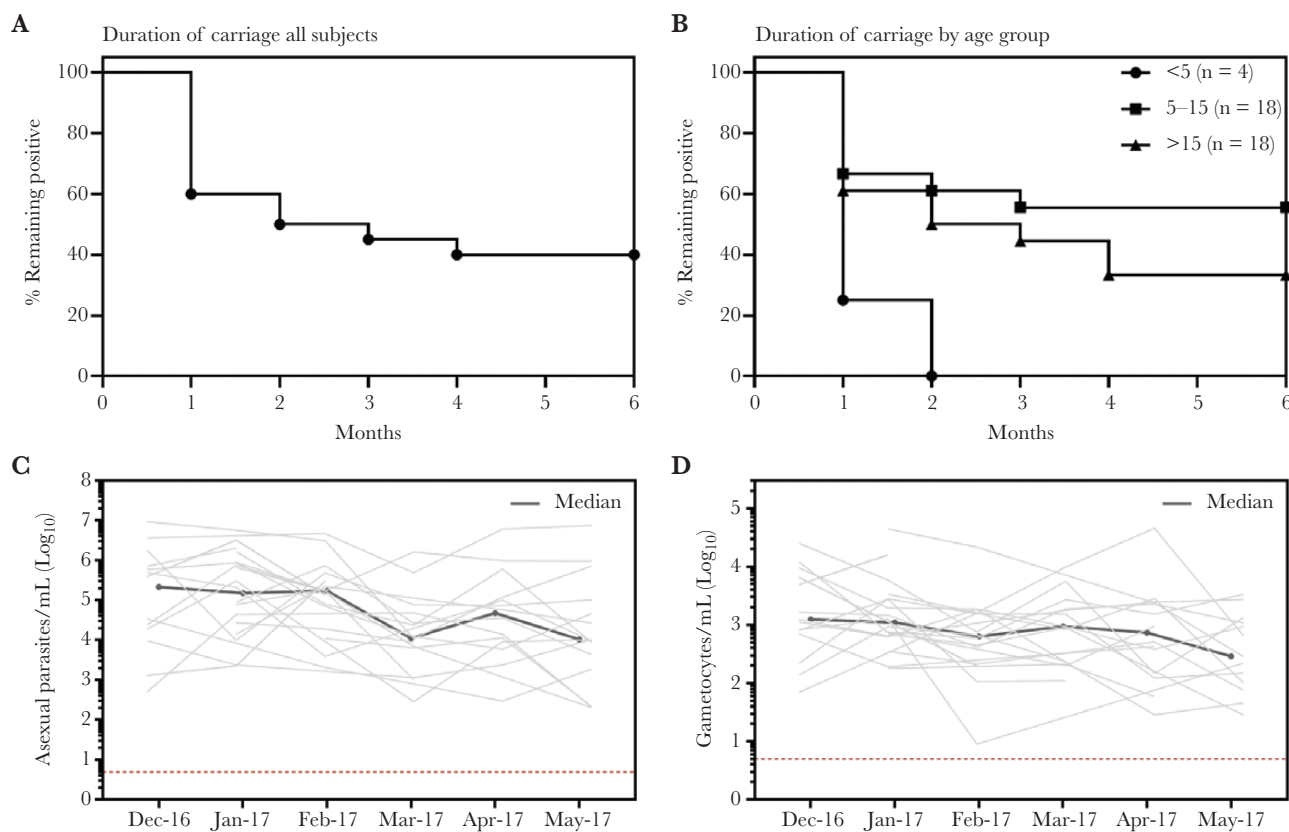 A
Duration of carriage all subjects
% Remaining positive
100
80
60
40
20
0
0 1 2 3 4 5 6
Months
B
Duration of carriage by age group
% Remaining positive
100
80
60
40
20
0
<5 (n = 4)
5–15 (n = 18)
>15 (n = 18)
0 1 2 3 4 5 6
Months
C
Asexual parasites/mL (Log10)
8
7
6
5
4
3
2
1
0
Median
Dec-16 Jan-17 Feb-17 Mar-17 Apr-17 May-17
D
Gametocytes/mL (Log10)
5
4
3
2
1
0
Median
Dec-16 Jan-17 Feb-17 Mar-17 Apr-17 May-17